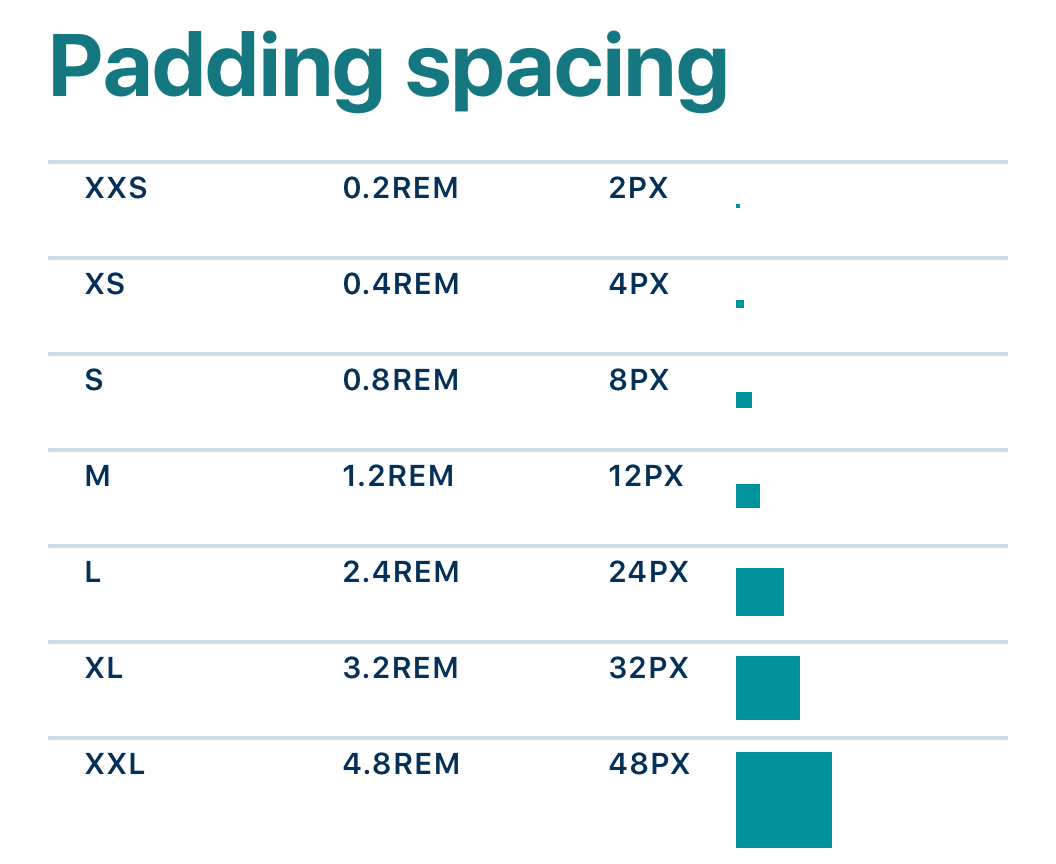 Padding spacing
XXS 0.2REM 2PX
XS 0.4REM 4PX
S 0.8REM 8PX
M 1.2REM 12PX
L 2.4REM 24PX
XL 3.2REM 32PX
XXL 4.8REM 48PX